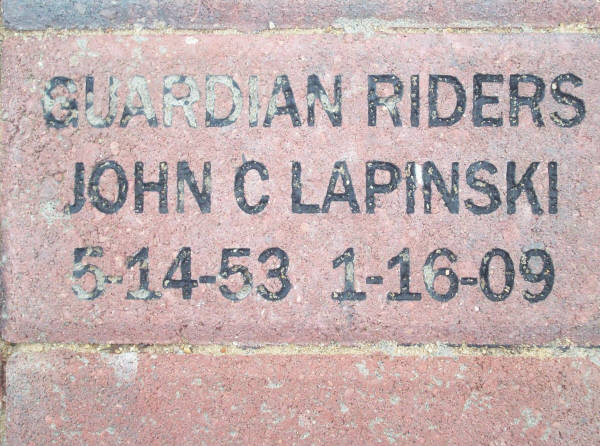 GUARDIAN RIDERS
JOHN C LAPINSKI
5-14-53 1-16-09